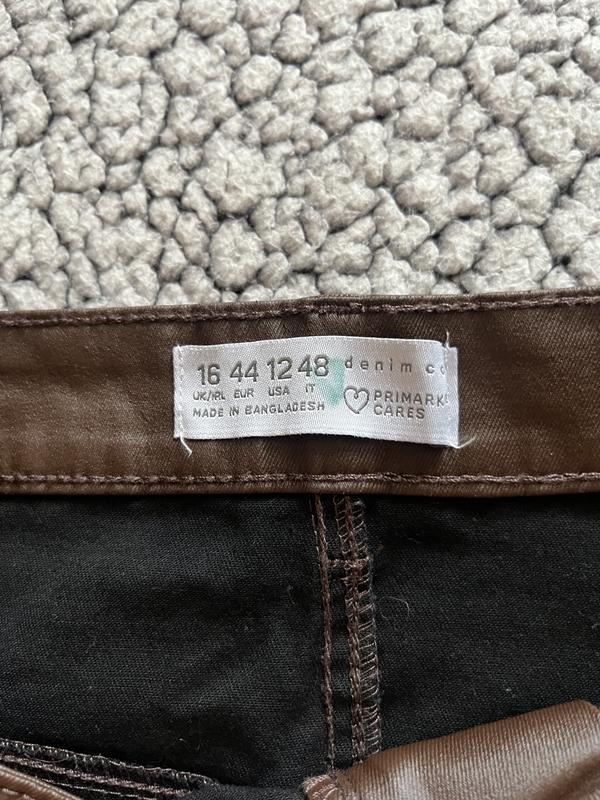 16 44 12 48 denim co
UK/IRL EUR USA IT
MADE IN BANGLADESH
PRIMARK
CARES